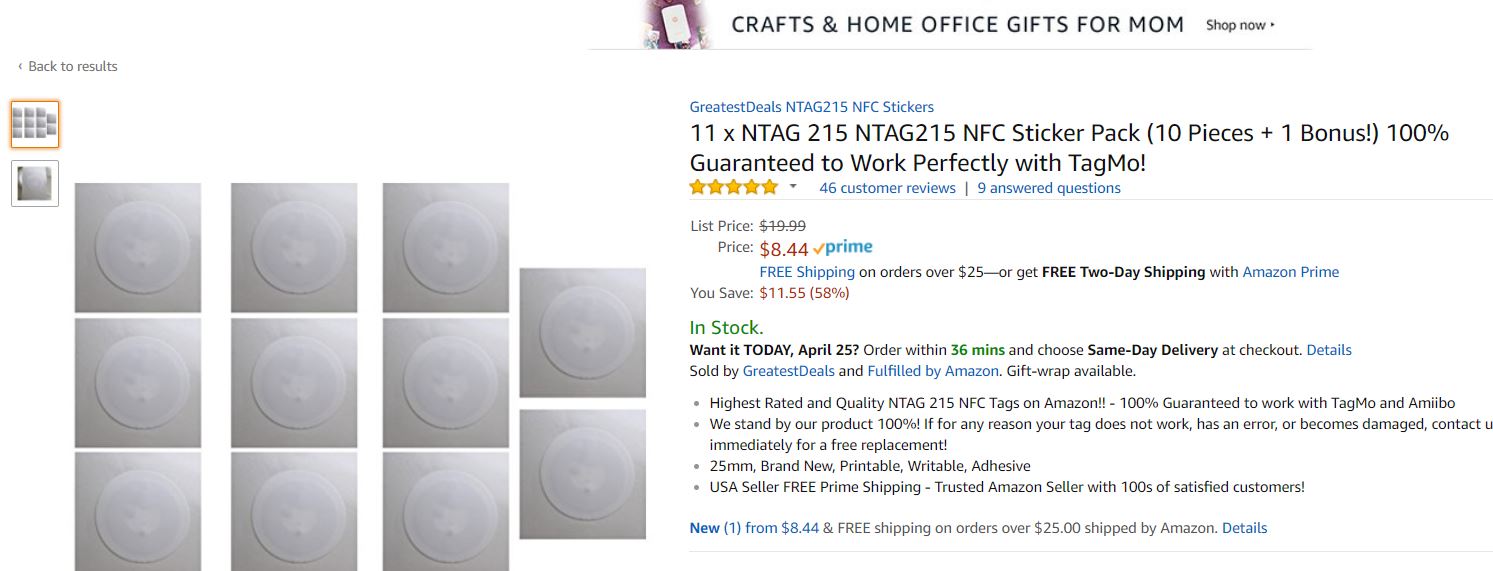 CRAFTS & HOME OFFICE GIFTS FOR MOM Shop now ▸
‹ Back to results
GreatestDeals NTAG215 NFC Stickers
11 x NTAG 215 NTAG215 NFC Sticker Pack (10 Pieces + 1 Bonus!) 100%
Guaranteed to Work Perfectly with TagMo!
46 customer reviews | 9 answered questions
List Price: $19.99
Price: $8.44 prime
FREE Shipping on orders over $25—or get FREE Two-Day Shipping with Amazon Prime
You Save: $11.55 (58%)
In Stock.
Want it TODAY, April 25? Order within 36 mins and choose Same-Day Delivery at checkout. Details
Sold by GreatestDeals and Fulfilled by Amazon. Gift-wrap available.
• Highest Rated and Quality NTAG 215 NFC Tags on Amazon!! - 100% Guaranteed to work with TagMo and Amiibo
• We stand by our product 100%! If for any reason your tag does not work, has an error, or becomes damaged, contact u
immediately for a free replacement!
• 25mm, Brand New, Printable, Writable, Adhesive
• USA Seller FREE Prime Shipping - Trusted Amazon Seller with 100s of satisfied customers!
New (1) from $8.44 & FREE shipping on orders over $25.00 shipped by Amazon. Details